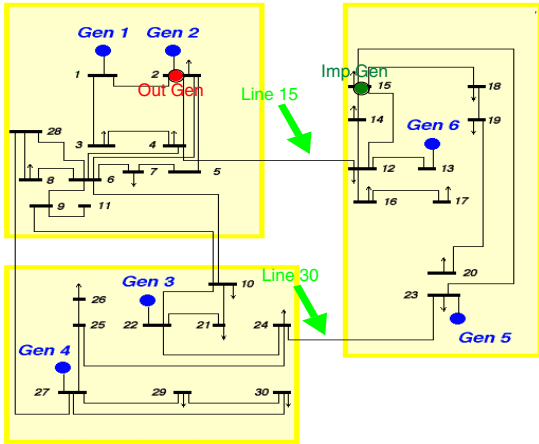 Gen 1 Gen 2
1 2
Out Gen
Line 15
Imp Gen
15 18
14 19
Gen 6
28
3 4
8 6 7 5
12 13
9 11
16 17
Line 30
10
20
Gen 3
26
22 21 24
25
23
Gen 5
Gen 4
27 29 30